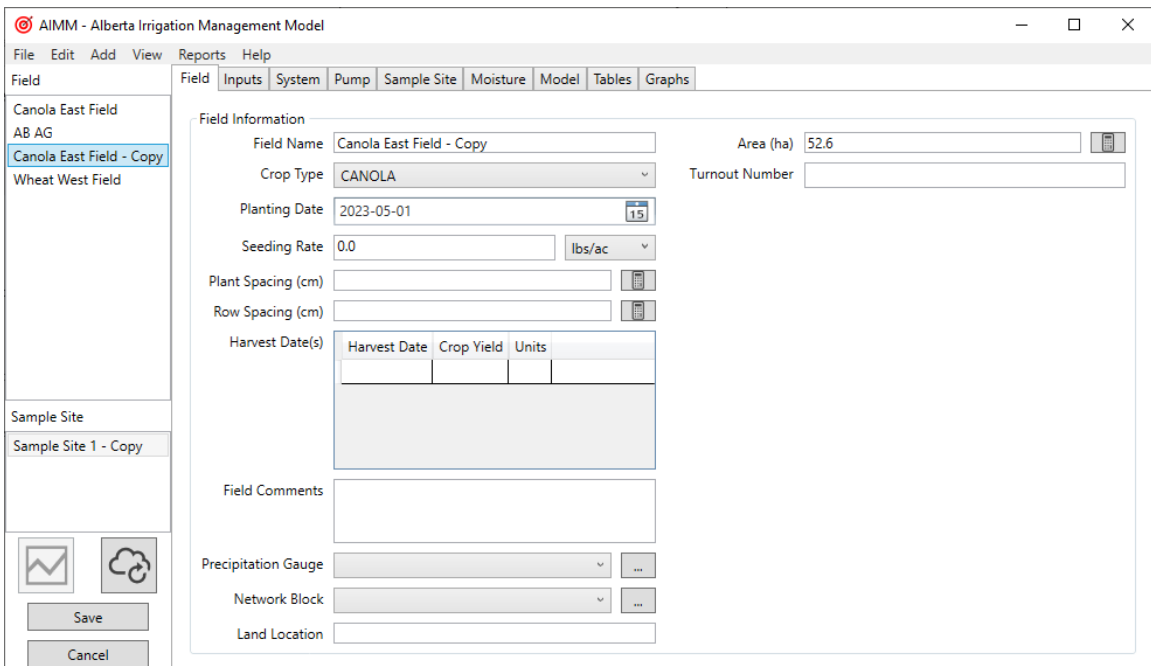 AIMM - Alberta Irrigation Management Model
File Edit Add View Reports Help
Field
Canola East Field
AB AG
Canola East Field - Copy
Wheat West Field
Sample Site
Sample Site 1 - Copy
Save
Cancel
Field Inputs System Pump Sample Site Moisture Model Tables Graphs
Field Information
Field Name Canola East Field - Copy
Crop Type CANOLA
Planting Date 2023-05-01 15
Seeding Rate 0.0 lbs/ac
Plant Spacing (cm)
Row Spacing (cm)
Harvest Date(s)
Harvest Date Crop Yield Units
Field Comments
Precipitation Gauge ...
Network Block ...
Land Location
Area (ha) 52.6
Turnout Number